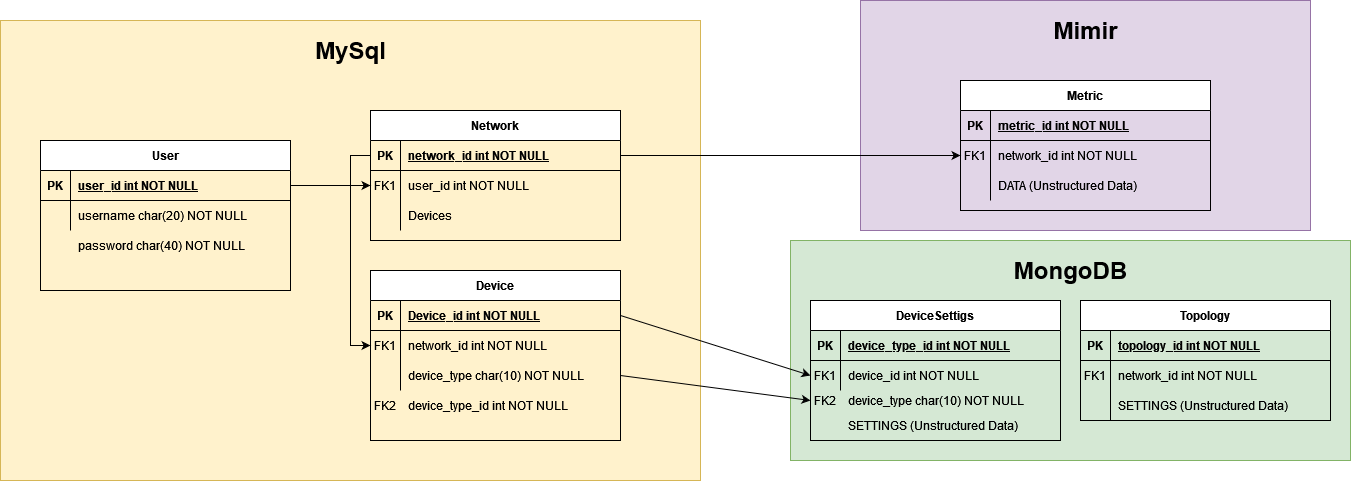 MySql
User
PK user_id int NOT NULL
username char(20) NOT NULL
password char(40) NOT NULL
Network
PK network_id int NOT NULL
FK1 user_id int NOT NULL
Devices
Device
PK Device_id int NOT NULL
FK1 network_id int NOT NULL
device_type char(10) NOT NULL
FK2 device_type_id int NOT NULL
Mimir
Metric
PK metric_id int NOT NULL
FK1 network_id int NOT NULL
DATA (Unstructured Data)
MongoDB
DeviceSettigs
PK device_type_id int NOT NULL
FK1 device_id int NOT NULL
FK2 device_type char(10) NOT NULL
SETTINGS (Unstructured Data)
Topology
PK topology_id int NOT NULL
FK1 network_id int NOT NULL
SETTINGS (Unstructured Data)